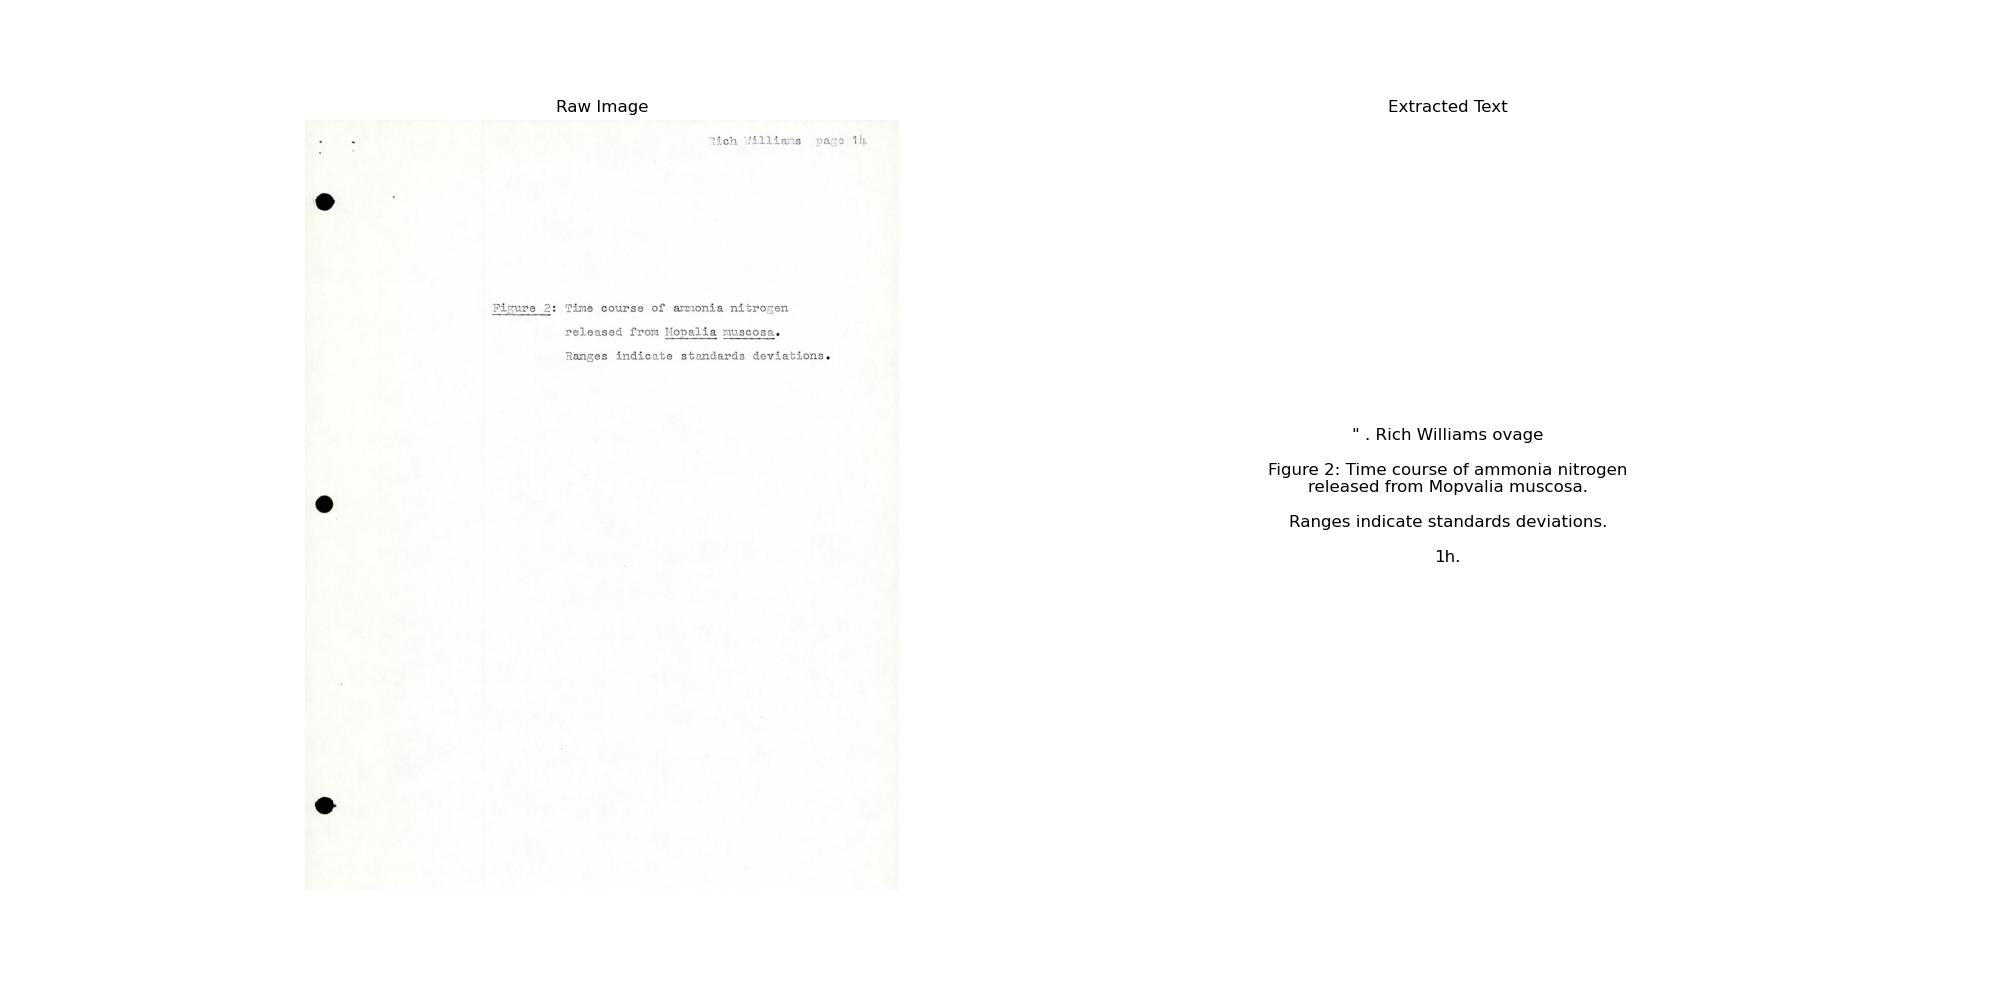 Raw Image
Rich Williams page 14
Figure 2: Time course of ammonia nitrogen
released from Mopalia muscosa.
Ranges indicate standards deviations.
Extracted Text
" . Rich Williams ovage
Figure 2: Time course of ammonia nitrogen
released from Mopvalia muscosa.
Ranges indicate standards deviations.
1h.